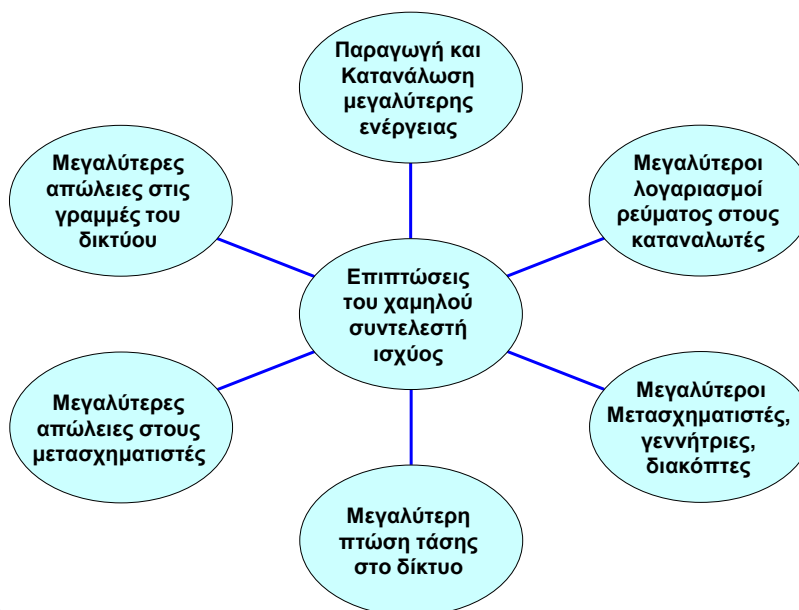 Παραγωγή και
Κατανάλωση
μεγαλύτερης
ενέργειας
Μεγαλύτερες
απώλειες στις
γραμμές του
δικτύου
Μεγαλύτεροι
λογαριασμοί
ρεύματος στους
καταναλωτές
Επιπτώσεις
του χαμηλού
συντελεστή
ισχύος
Μεγαλύτερες
απώλειες στους
μετασχηματιστές
Μεγαλύτεροι
Μετασχηματιστές,
γεννήτριες,
διακόπτες
Μεγαλύτερη
πτώση τάσης
στο δίκτυο